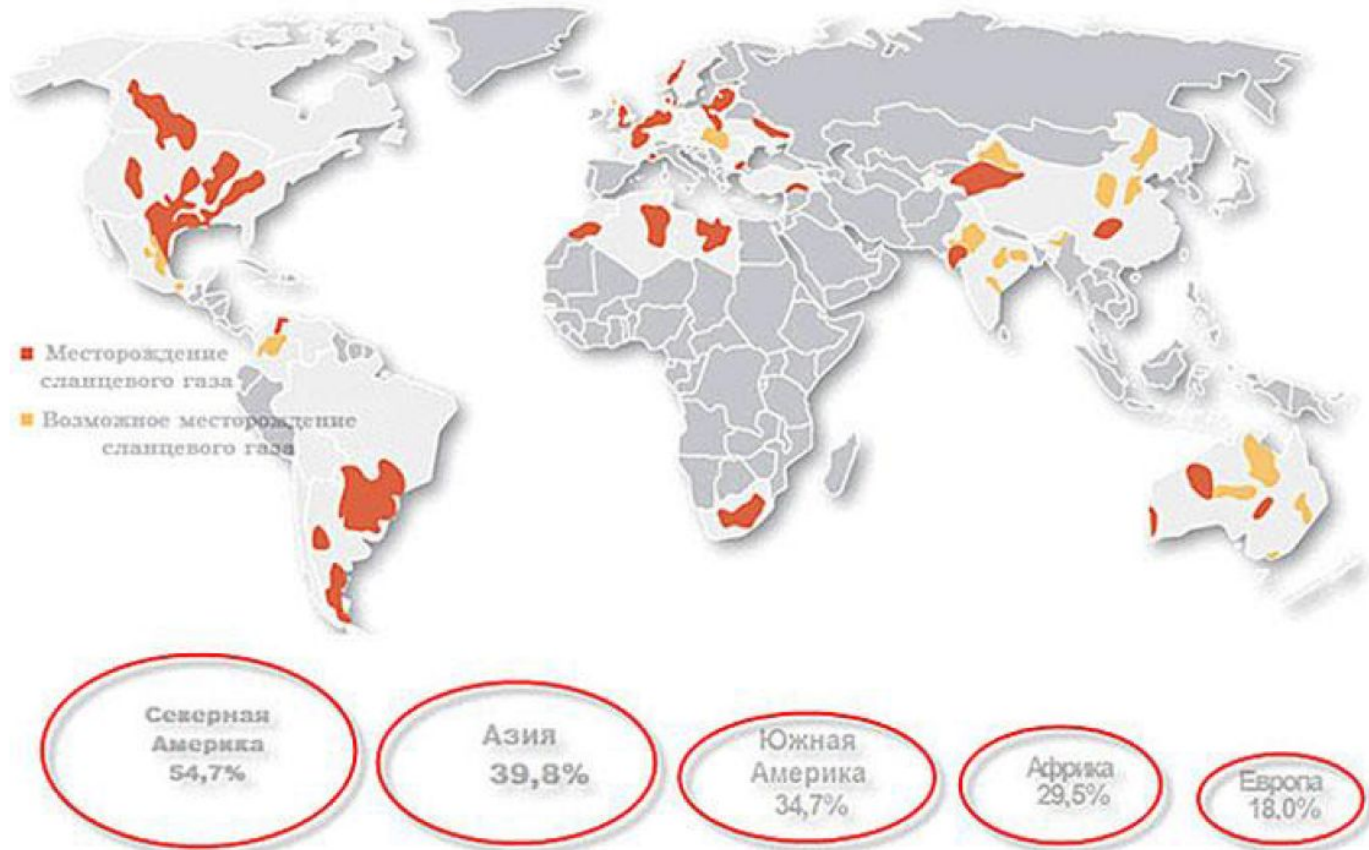 Месторождение
сланцевого газа
Возможное месторождение
сланцевого газа
Северная
Америка
54,7%
Азия
39,8%
Южная
Америка
34,7%
Африка
29,5%
Европа
18,0%